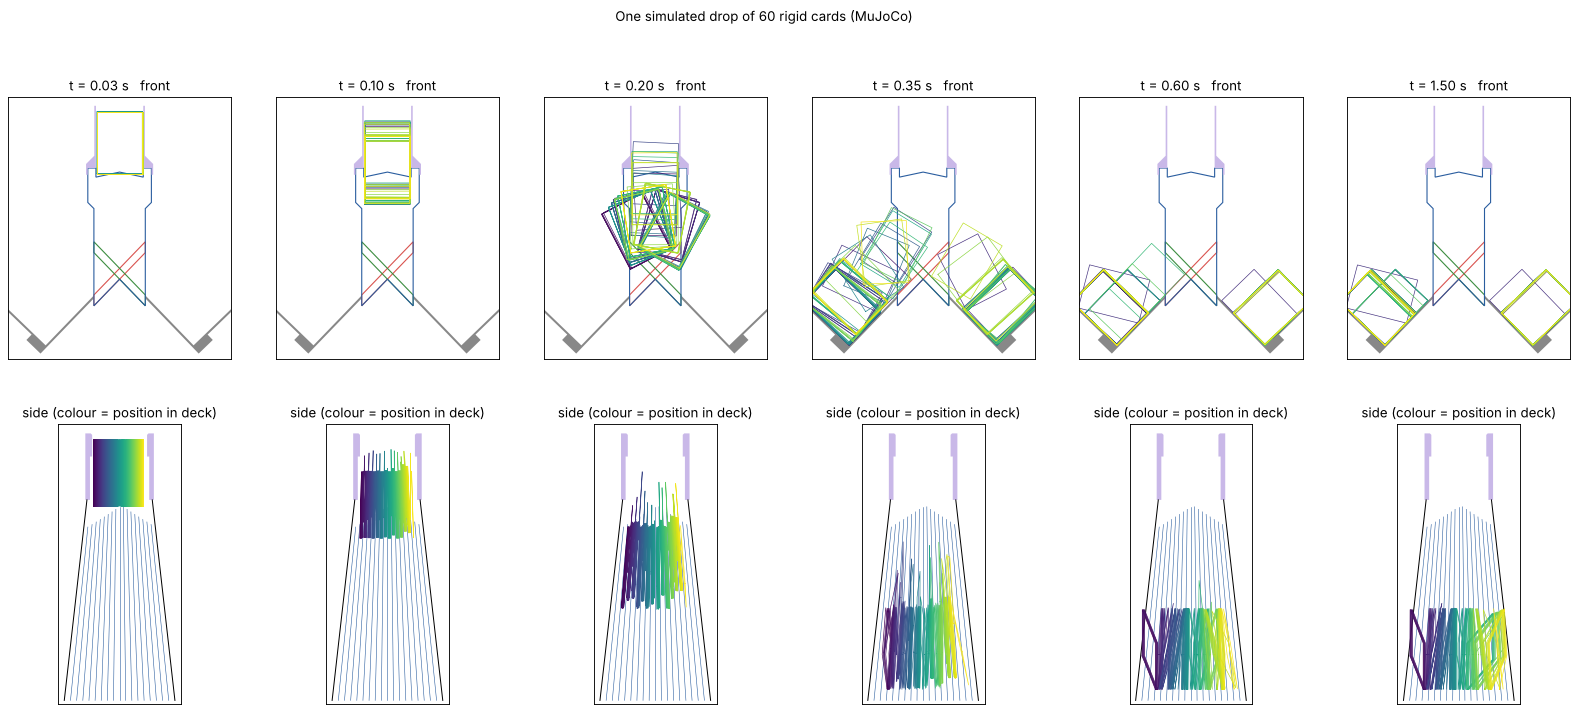 One simulated drop of 60 rigid cards (MuJoCo)
t = 0.03 s   front
t = 0.10 s   front
t = 0.20 s   front
t = 0.35 s   front
t = 0.60 s   front
t = 1.50 s   front
side (colour = position in deck)
side (colour = position in deck)
side (colour = position in deck)
side (colour = position in deck)
side (colour = position in deck)
side (colour = position in deck)